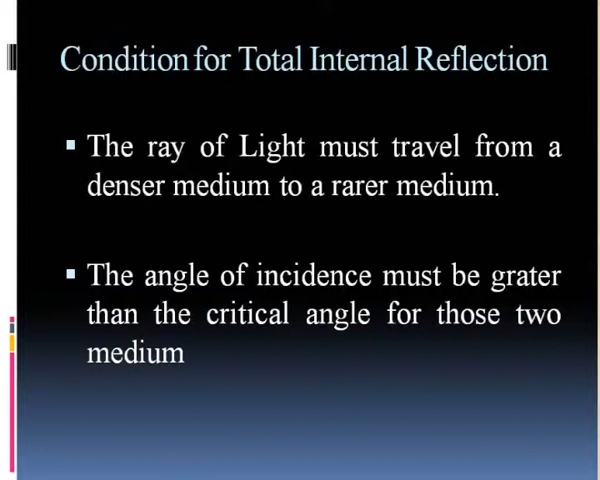 Condition for Total Internal Reflection
The ray of Light must travel from a
denser medium to a rarer medium.
The angle of incidence must be grater
than the critical angle for those two
medium